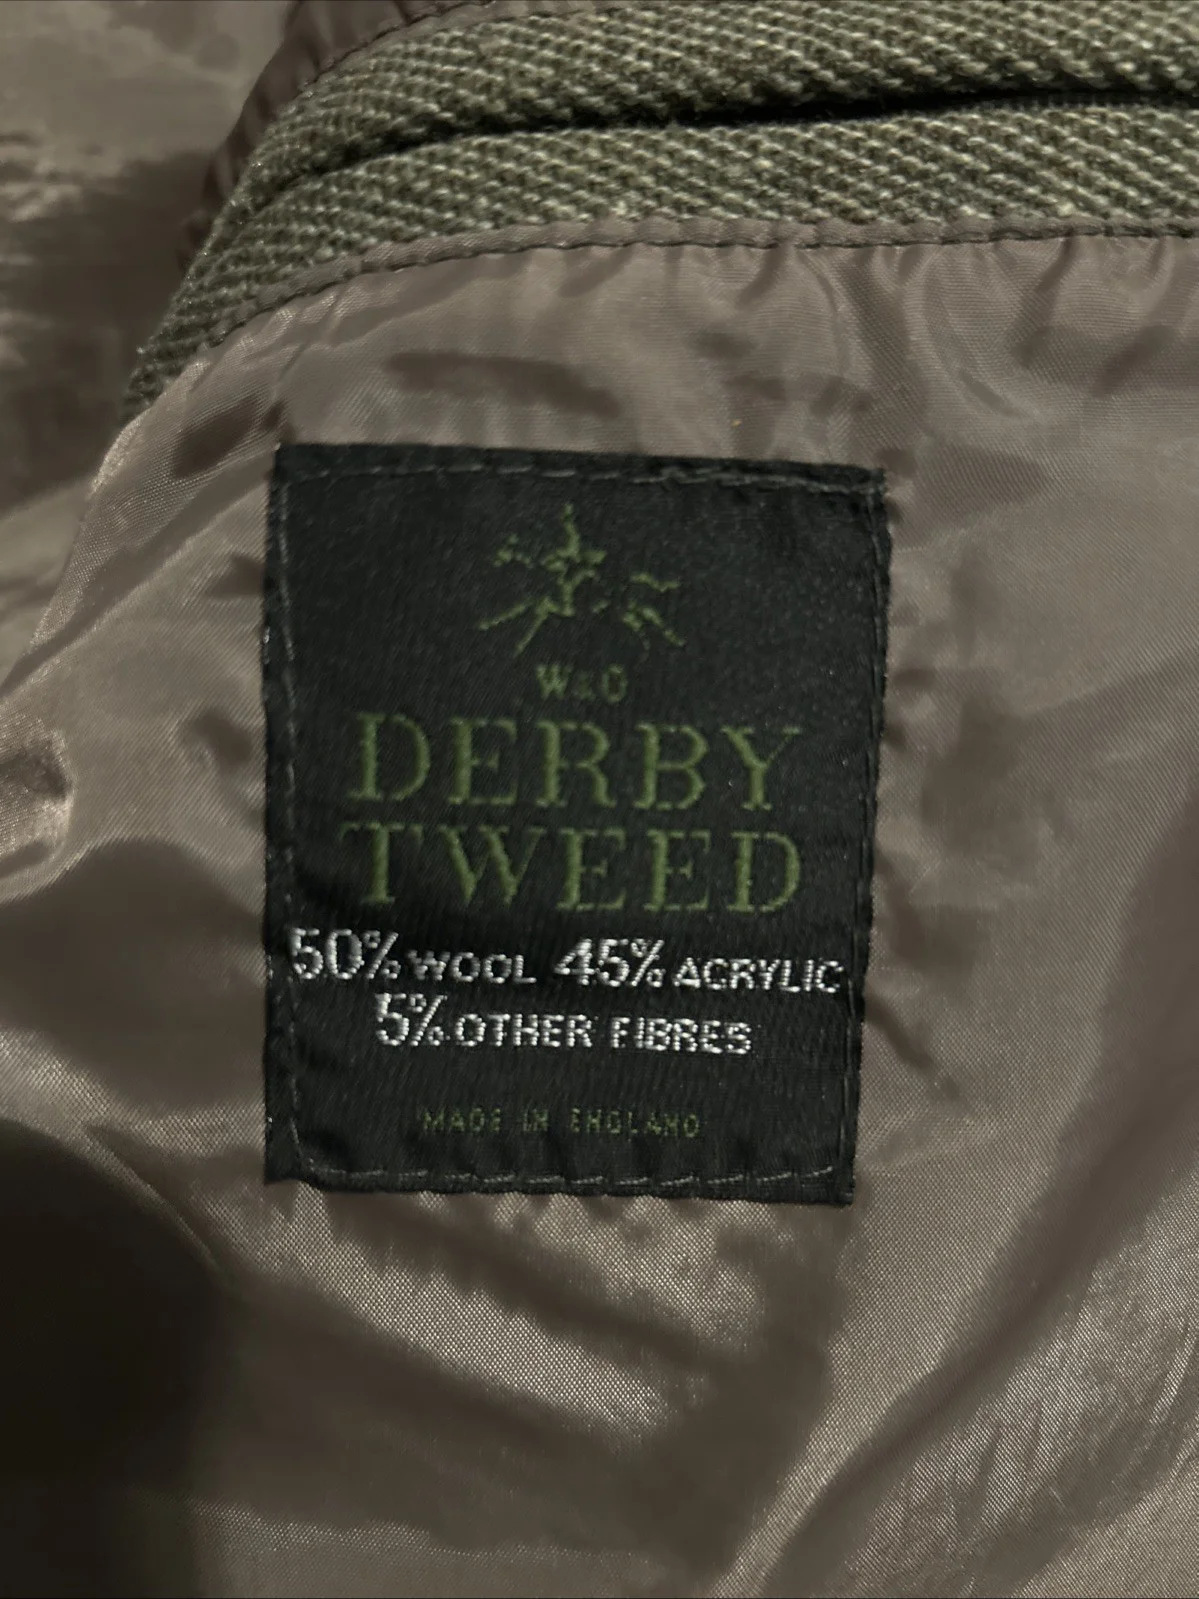 W&O
DERBY
TWEED
50% WOOL 45% ACRYLIC
5% OTHER FIBRES
MADE IN ENGLAND